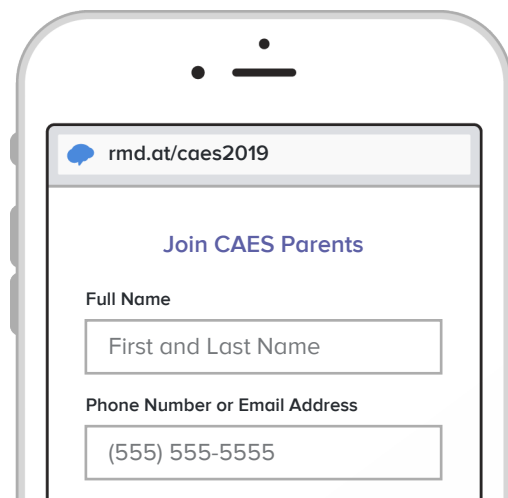 rmd.at/caes2019
Join CAES Parents
Full Name
First and Last Name
Phone Number or Email Address
(555) 555-5555